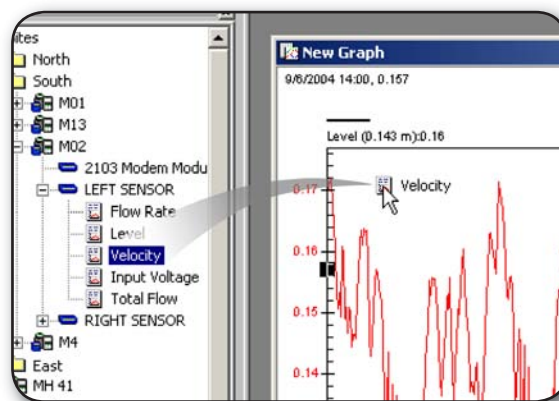 ites
North
South
M01
M13
M02
2103 Modem Modu
LEFT SENSOR
Flow Rate
Level
Velocity
Input Voltage
Total Flow
RIGHT SENSOR
M4
East
MH 41
New Graph
9/6/2004 14:00, 0.157
Level (0.143 m):0.16
Velocity
0.17
0.16
0.15
0.14